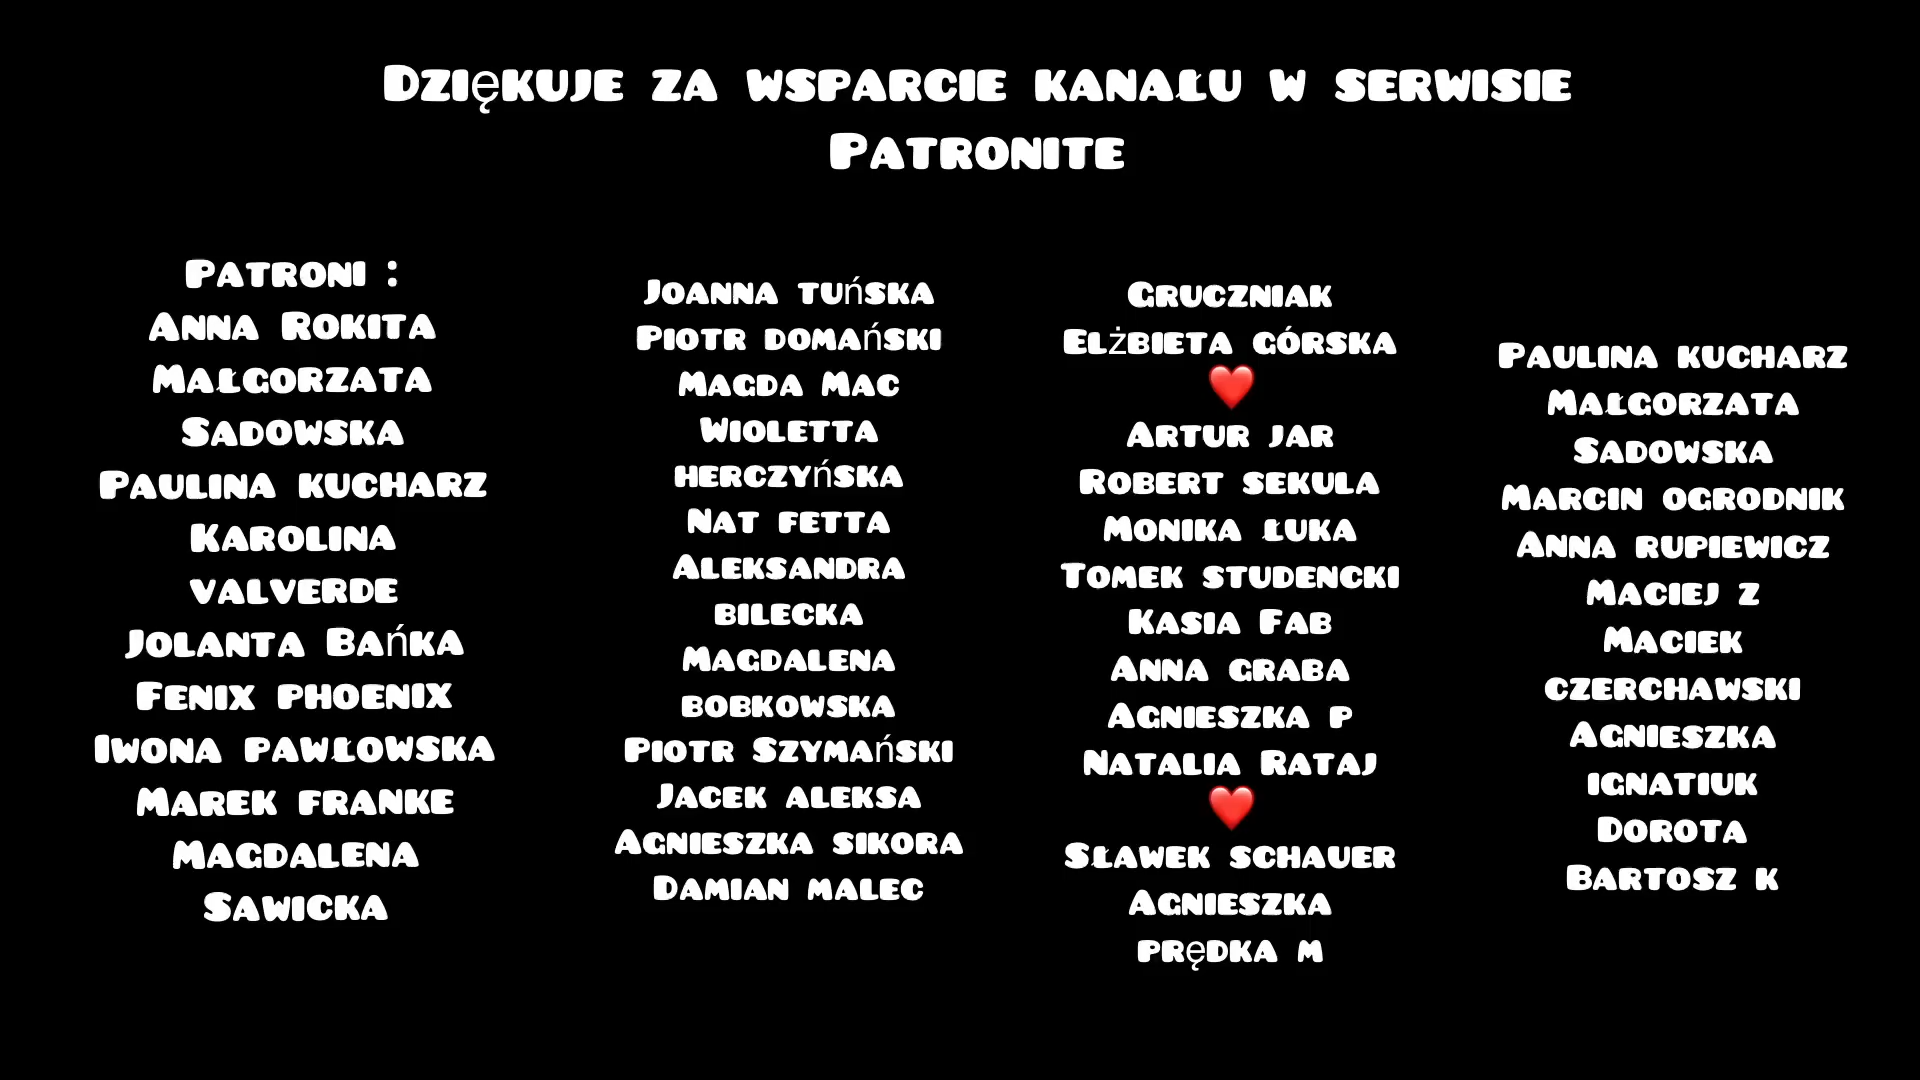 Dziękuje za wsparcie kanału w serwisie
Patronite
Patroni :
Anna Rokita
Małgorzata
Sadowska
Paulina kucharz
Karolina
valverde
Jolanta Bańka
Fenix phoenix
Iwona pawłowska
Marek franke
Magdalena
Sawicka
Joanna tuńska
Piotr domański
Magda Mac
Wioletta
herczyńska
Nat fetta
Aleksandra
bilecka
Magdalena
bobkowska
Piotr Szymański
Jacek aleksa
Agnieszka sikora
Damian malec
Gruczniak
Elżbieta górska
❤️
Artur jar
Robert sekula
Monika łuka
Tomek studencki
Kasia Fab
Anna graba
Agnieszka p
Natalia Rataj
❤️
Sławek schauer
Agnieszka
prędka m
Paulina kucharz
Małgorzata
Sadowska
Marcin ogrodnik
Anna rupiewicz
Maciej z
Maciek
czerchawski
Agnieszka
ignatiuk
Dorota
Bartosz k